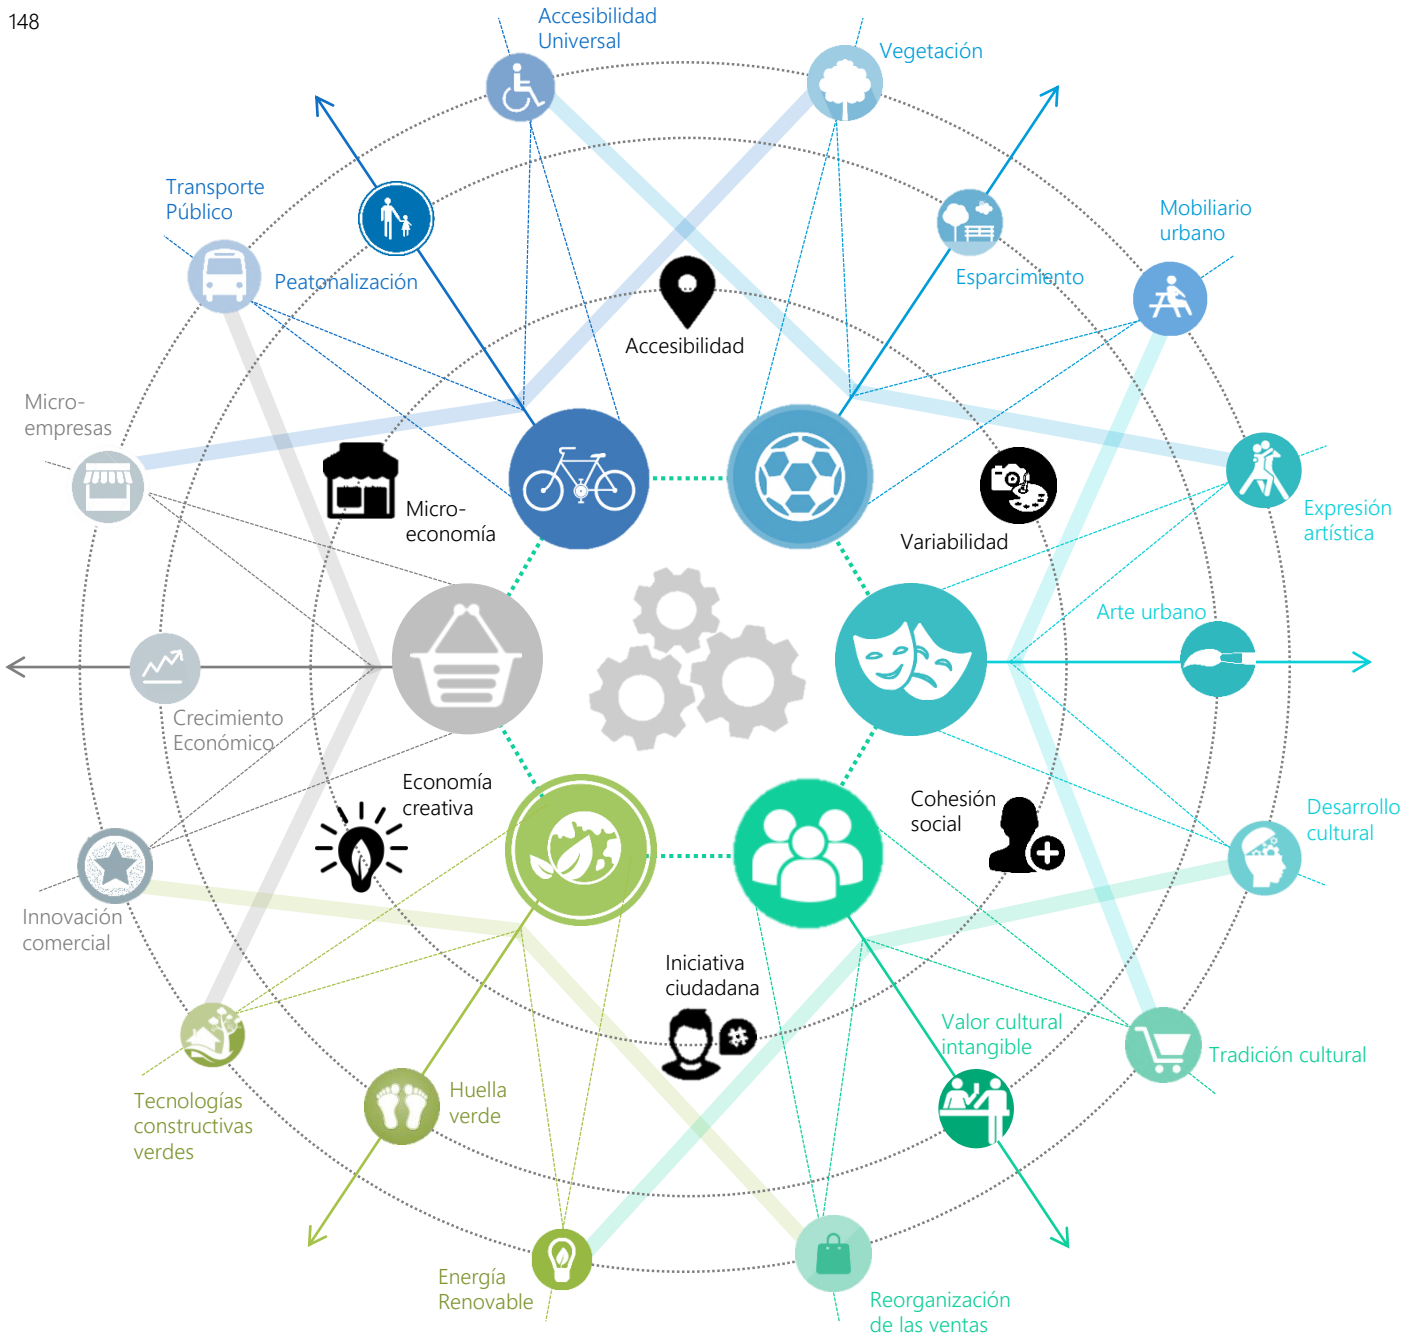 148
Accesibilidad
Universal
Vegetación
Transporte
Público
Mobiliario
urbano
Peatonalización
Esparcimiento
Accesibilidad
Micro-
empresas
Micro-
economía
Variabilidad
Expresión
artística
Arte urbano
Crecimiento
Económico
Economía
creativa
Cohesión
social
Desarrollo
cultural
Innovación
comercial
Iniciativa
ciudadana
Valor cultural
intangible
Tradición cultural
Tecnologías
constructivas
verdes
Huella
verde
Energía
Renovable
Reorganización
de las ventas